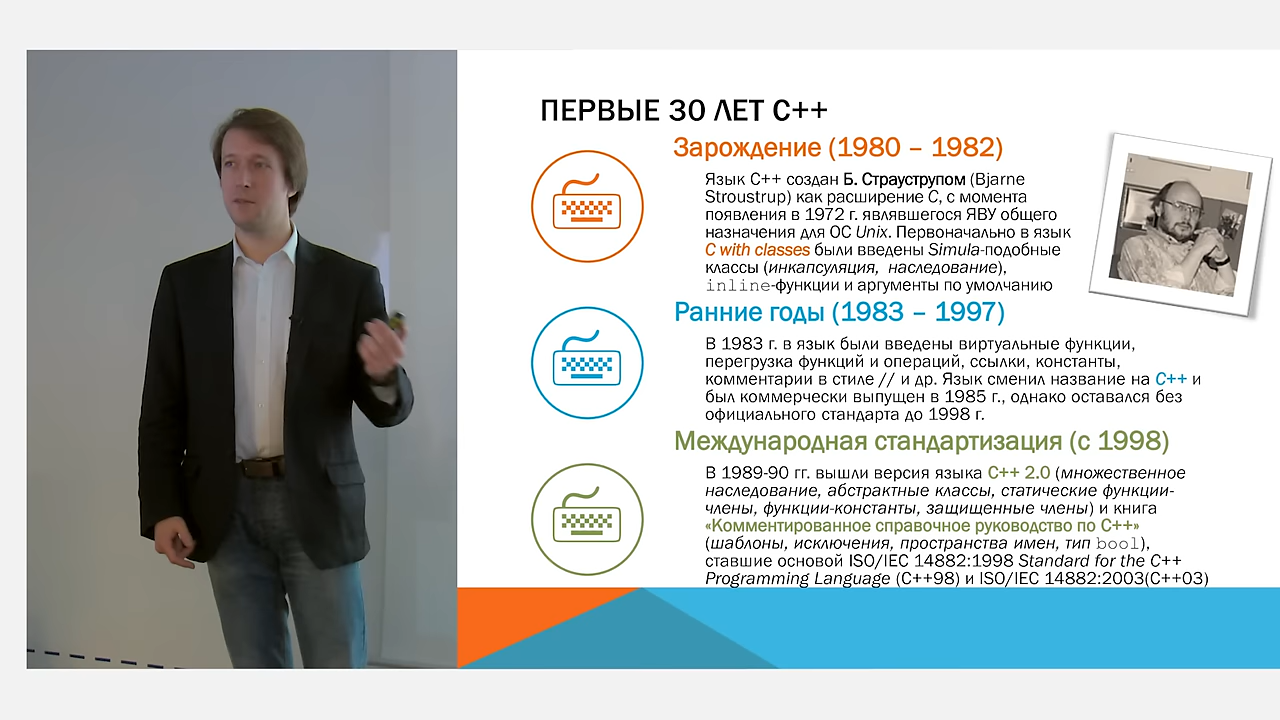 ПЕРВЫЕ 30 ЛЕТ C++
Зарождение (1980 – 1982)
Язык C++ создан Б. Страуструпом (Bjarne
Stroustrup) как расширение C, с момента
появления в 1972 г. являвшегося ЯВУ общего
назначения для ОС Unix. Первоначально в язык
C with classes были введены Simula-подобные
классы (инкапсуляция, наследование),
inline-функции и аргументы по умолчанию
Ранние годы (1983 – 1997)
В 1983 г. в язык были введены виртуальные функции,
перегрузка функций и операций, ссылки, константы,
комментарии в стиле // и др. Язык сменил название на C++ и
был коммерчески выпущен в 1985 г., однако оставался без
официального стандарта до 1998 г.
Международная стандартизация (с 1998)
В 1989-90 гг. вышли версия языка C++ 2.0 (множественное
наследование, абстрактные классы, статические функции-
члены, функции-константы, защищенные члены) и книга
«Комментированное справочное руководство по C++»
(шаблоны, исключения, пространства имен, тип bool),
ставшие основой ISO/IEC 14882:1998 Standard for the C++
Programming Language (C++98) и ISO/IEC 14882:2003(C++03)